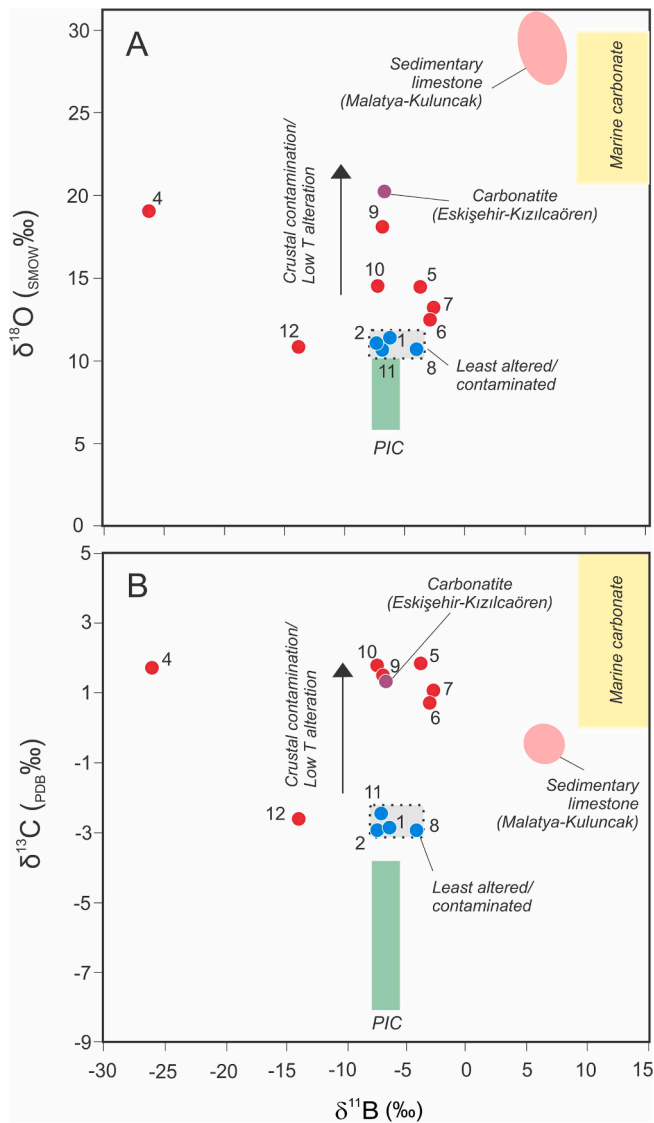 A
30
25
20
15
10
5
0
δ18O (SMOW‰)
Sedimentary
limestone
(Malatya-Kuluncak)
Marine carbonate
Crustal contamination/
Low T alteration
Carbonatite
(Eskişehir-Kızılcaören)
4
9
10
5
7
6
12
2
1
11
8
Least altered/
contaminated
PIC
B
5
3
1
-1
-3
-5
-7
-9
δ13C (PDB‰)
Carbonatite
(Eskişehir-Kızılcaören)
Marine carbonate
Crustal contamination/
Low T alteration
4
10
9
5
7
6
12
11
1
8
2
Sedimentary
limestone
(Malatya-Kuluncak)
Least altered/
contaminated
PIC
-30 -25 -20 -15 -10 -5 0 5 10 15
δ11B (‰)